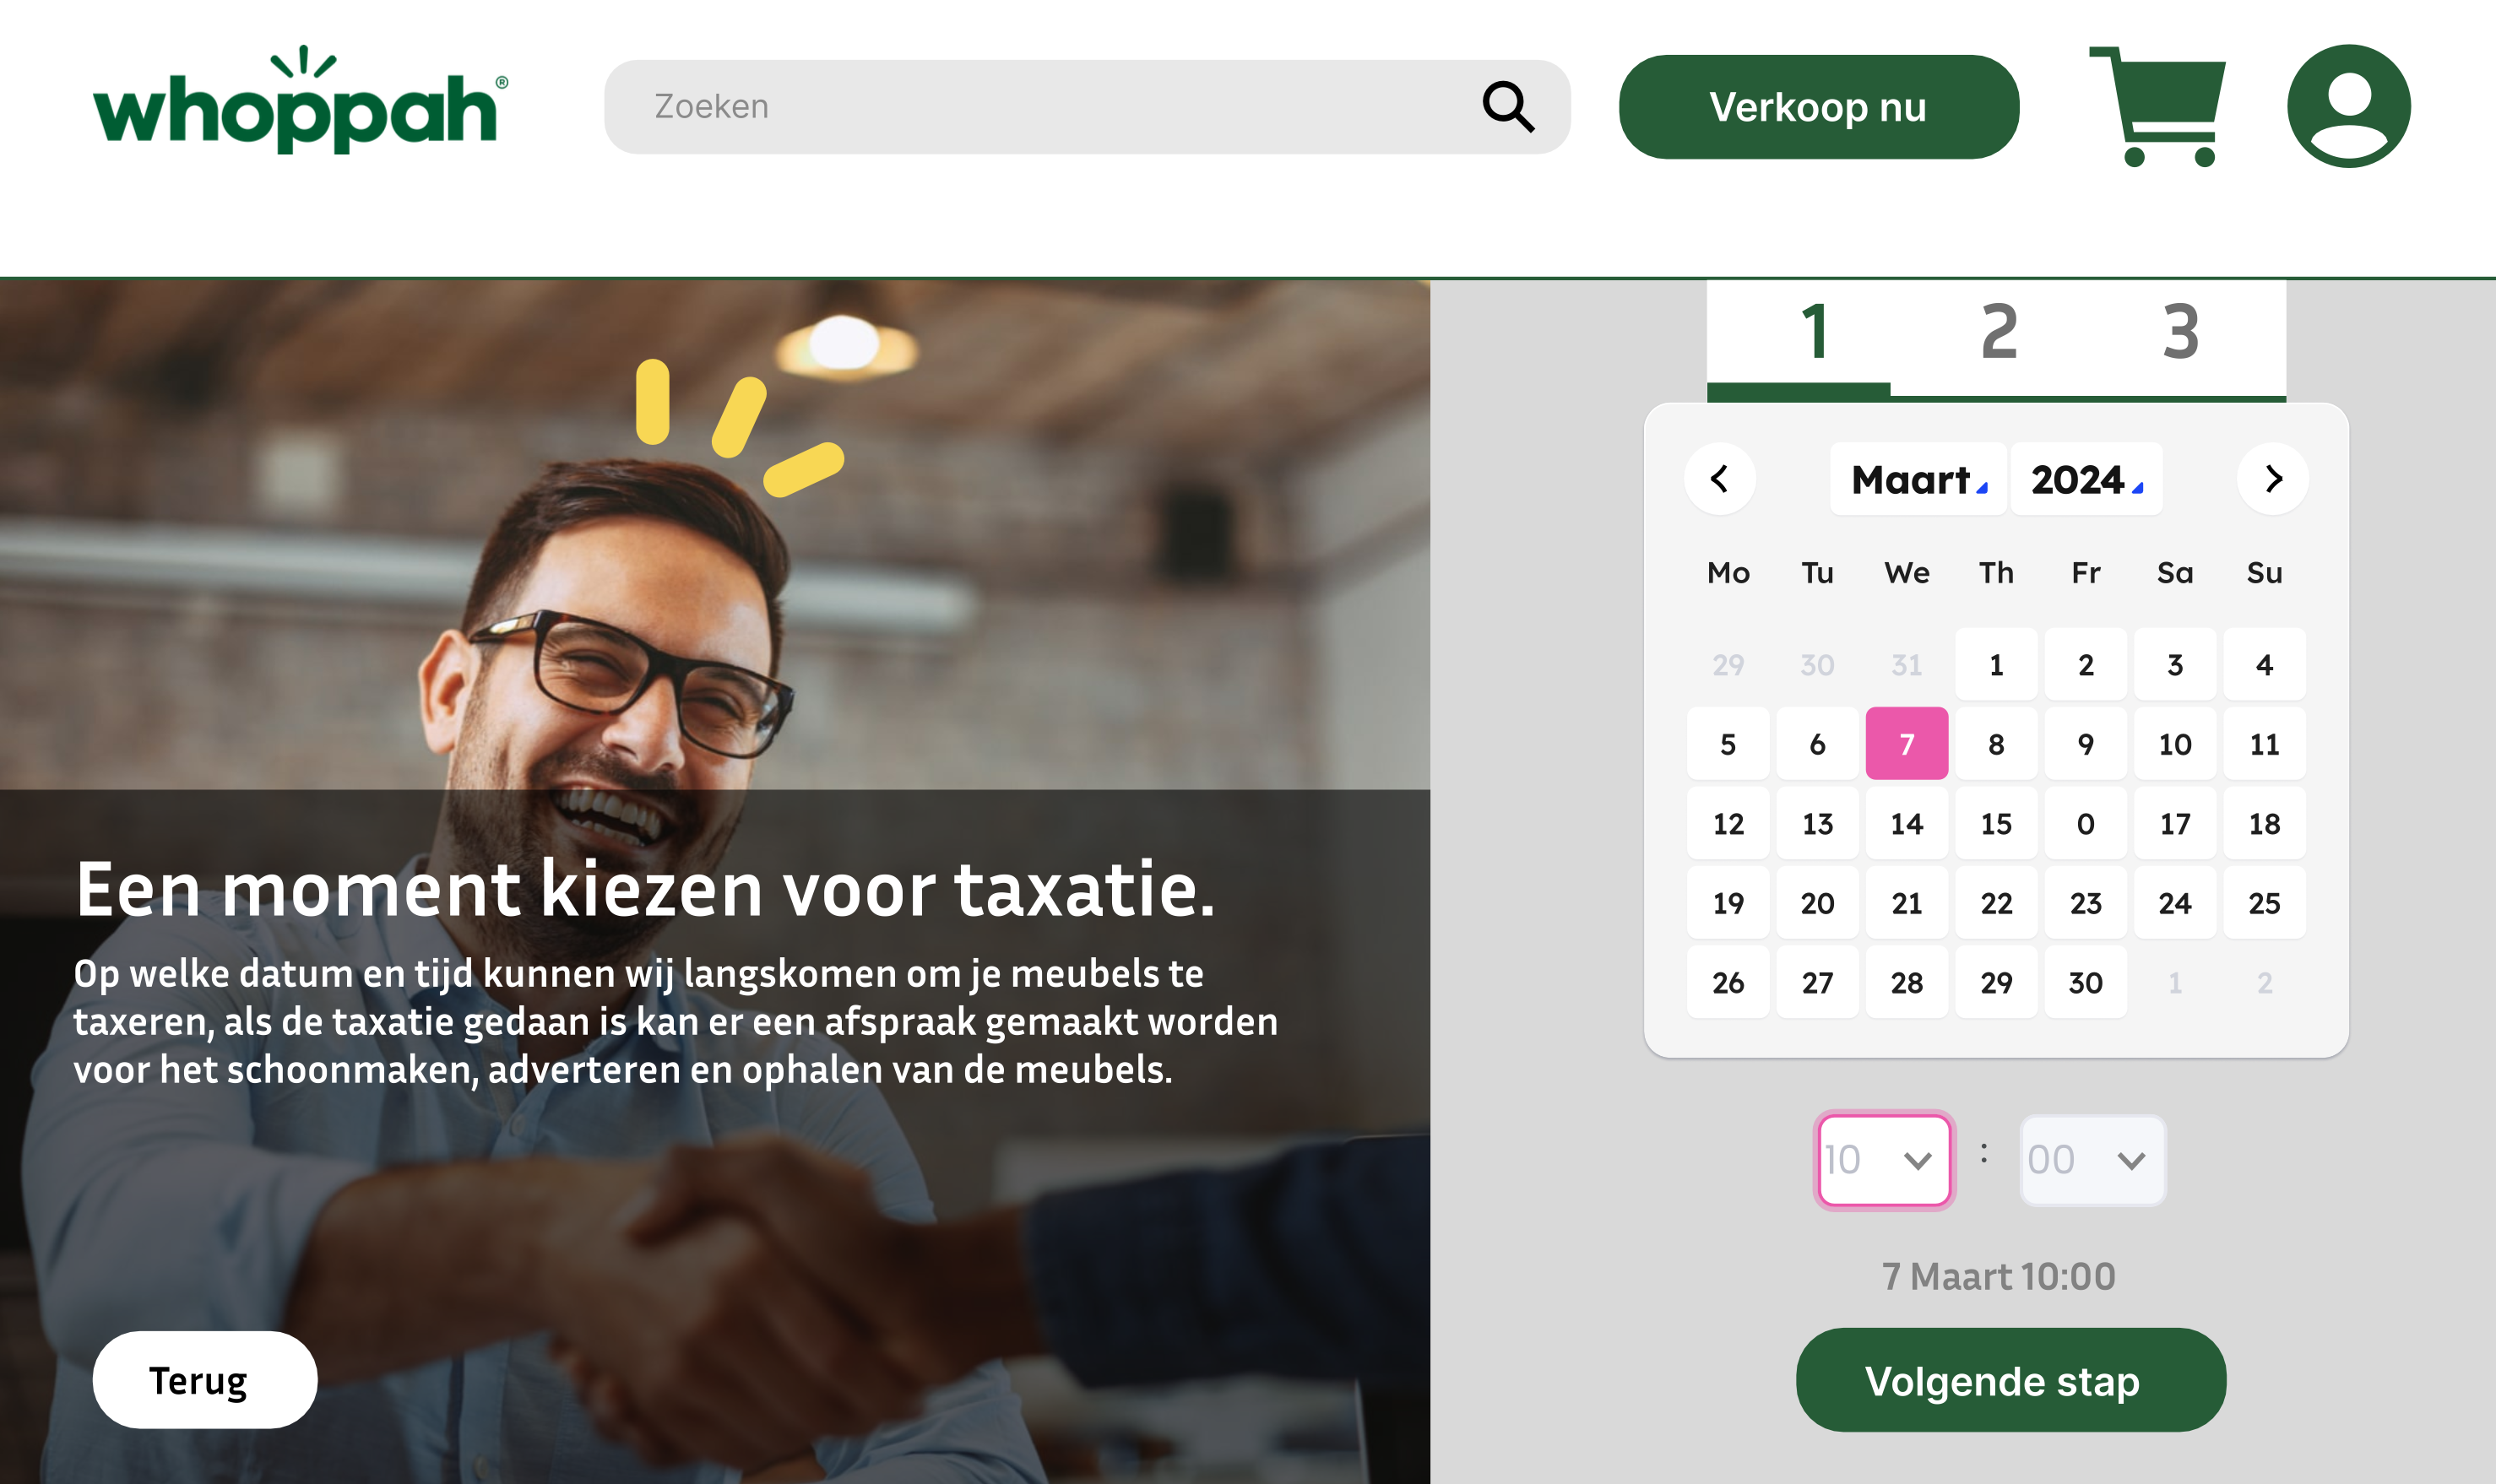 whoppah®
Zoeken
Verkoop nu
1 2 3
Maart 2024
Mo Tu We Th Fr Sa Su
29 30 31 1 2 3 4
5 6 7 8 9 10 11
12 13 14 15 0 17 18
19 20 21 22 23 24 25
26 27 28 29 30 1 2
10 : 00
7 Maart 10:00
Volgende stap
Een moment kiezen voor taxatie.
Op welke datum en tijd kunnen wij langskomen om je meubels te
taxeren, als de taxatie gedaan is kan er een afspraak gemaakt worden
voor het schoonmaken, adverteren en ophalen van de meubels.
Terug